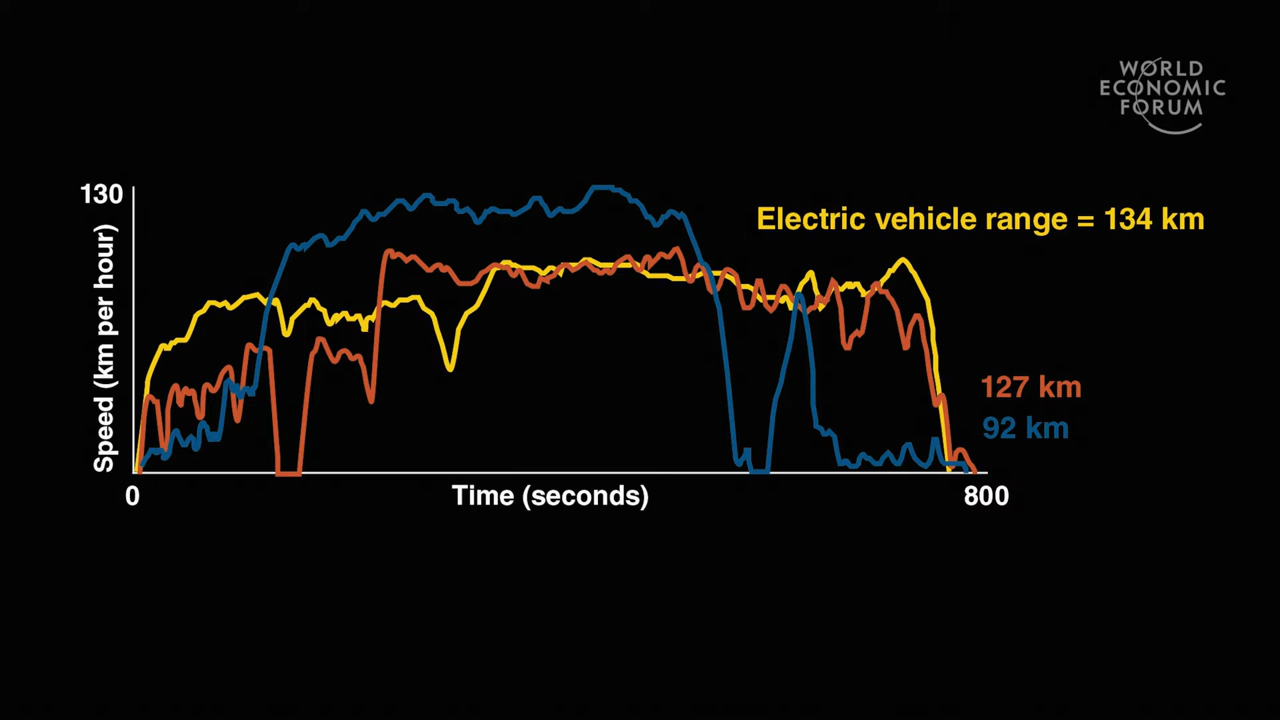 WORLD
ECONOMIC
FORUM
130
Electric vehicle range = 134 km
Speed (km per hour)
127 km
92 km
0
Time (seconds)
800